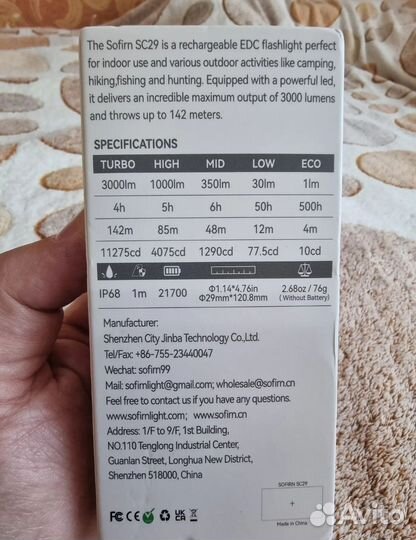 The Sofirn SC29 is a rechargeable EDC flashlight perfect
for indoor use and various outdoor activities like camping,
hiking,fishing and hunting. Equipped with a powerful led,
it delivers an incredible maximum output of 3000 lumens
and throws up to 142 meters.
SPECIFICATIONS
TURBO HIGH MID LOW ECO
3000lm 1000lm 350lm 30lm 1lm
4h 5h 6h 50h 500h
142m 85m 48m 12m 4m
11275cd 4075cd 1290cd 77.5cd 10cd
IP68 1m 21700 Φ1.14*4.76in 2.68oz / 76g
Φ29mm*120.8mm (Without Battery)
Manufacturer:
Shenzhen City Jinba Technology Co.,Ltd.
Tel/Fax: +86-755-23440047
Wechat: sofirn99
Mail: sofirnlight@gmail.com; wholesale@sofirn.cn
Feel free to contact us if you have any questions.
www.sofirnlight.com; www.sofirn.cn
Address: 1/F to 9/F, 1st Building,
NO.110 Tenglong Industrial Center,
Guanlan Street, Longhua New District,
Shenzhen 518000, China
SOFIRN SC29
+
Made in China
FC CE UK CA
Avito